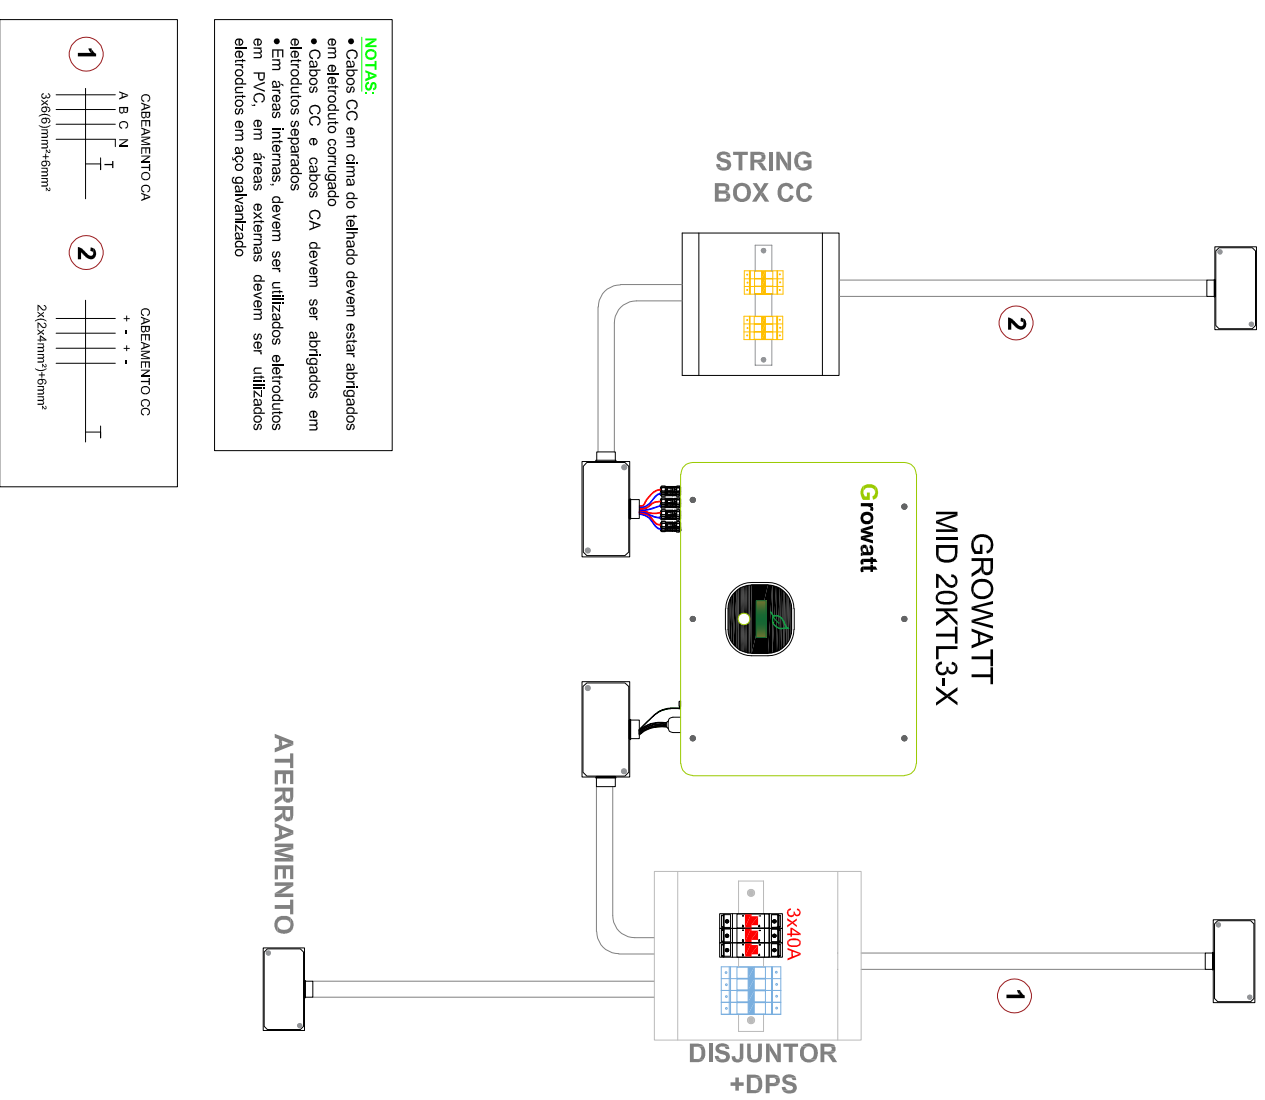 STRING
BOX CC
2
NOTAS:
• Cabos CC em cima do telhado devem estar abrigados
em eletroduto corrugado
• Cabos CC e cabos CA devem ser abrigados em
eletrodutos separados
• Em áreas internas, devem ser utilizados eletrodutos
em PVC, em áreas externas devem ser utilizados
eletrodutos em aço galvanizado
1
CABEAMENTO CA
A B C N T
3x6(6)mm²+6mm²
2
CABEAMENTO CC
+ - + - T
2x(2x4mm²)+6mm²
Growatt
GROWATT
MID 20KTL3-X
ATERRAMENTO
3x40A
1
DISJUNTOR
+DPS